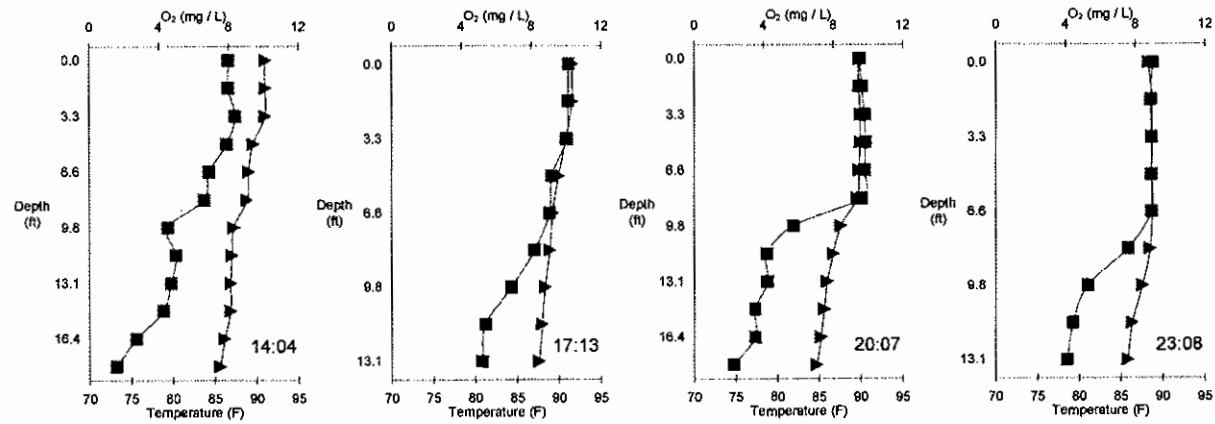 O₂ (mg / L)
0 4 8 12
0.0
3.3
6.6
Depth
(ft)
9.8
13.1
16.4
14:04
70 75 80 85 90 95
Temperature (F)
O₂ (mg / L)
0 4 8 12
0.0
3.3
Depth
(ft)
6.6
9.8
13.1
17:13
70 75 80 85 90 95
Temperature (F)
O₂ (mg / L)
0 4 8 12
0.0
3.3
6.6
Depth
(ft)
9.8
13.1
16.4
20:07
70 75 80 85 90 95
Temperature (F)
O₂ (mg / L)
0 4 8 12
0.0
3.3
Depth
(ft)
6.6
9.8
13.1
23:08
70 75 80 85 90 95
Temperature (F)